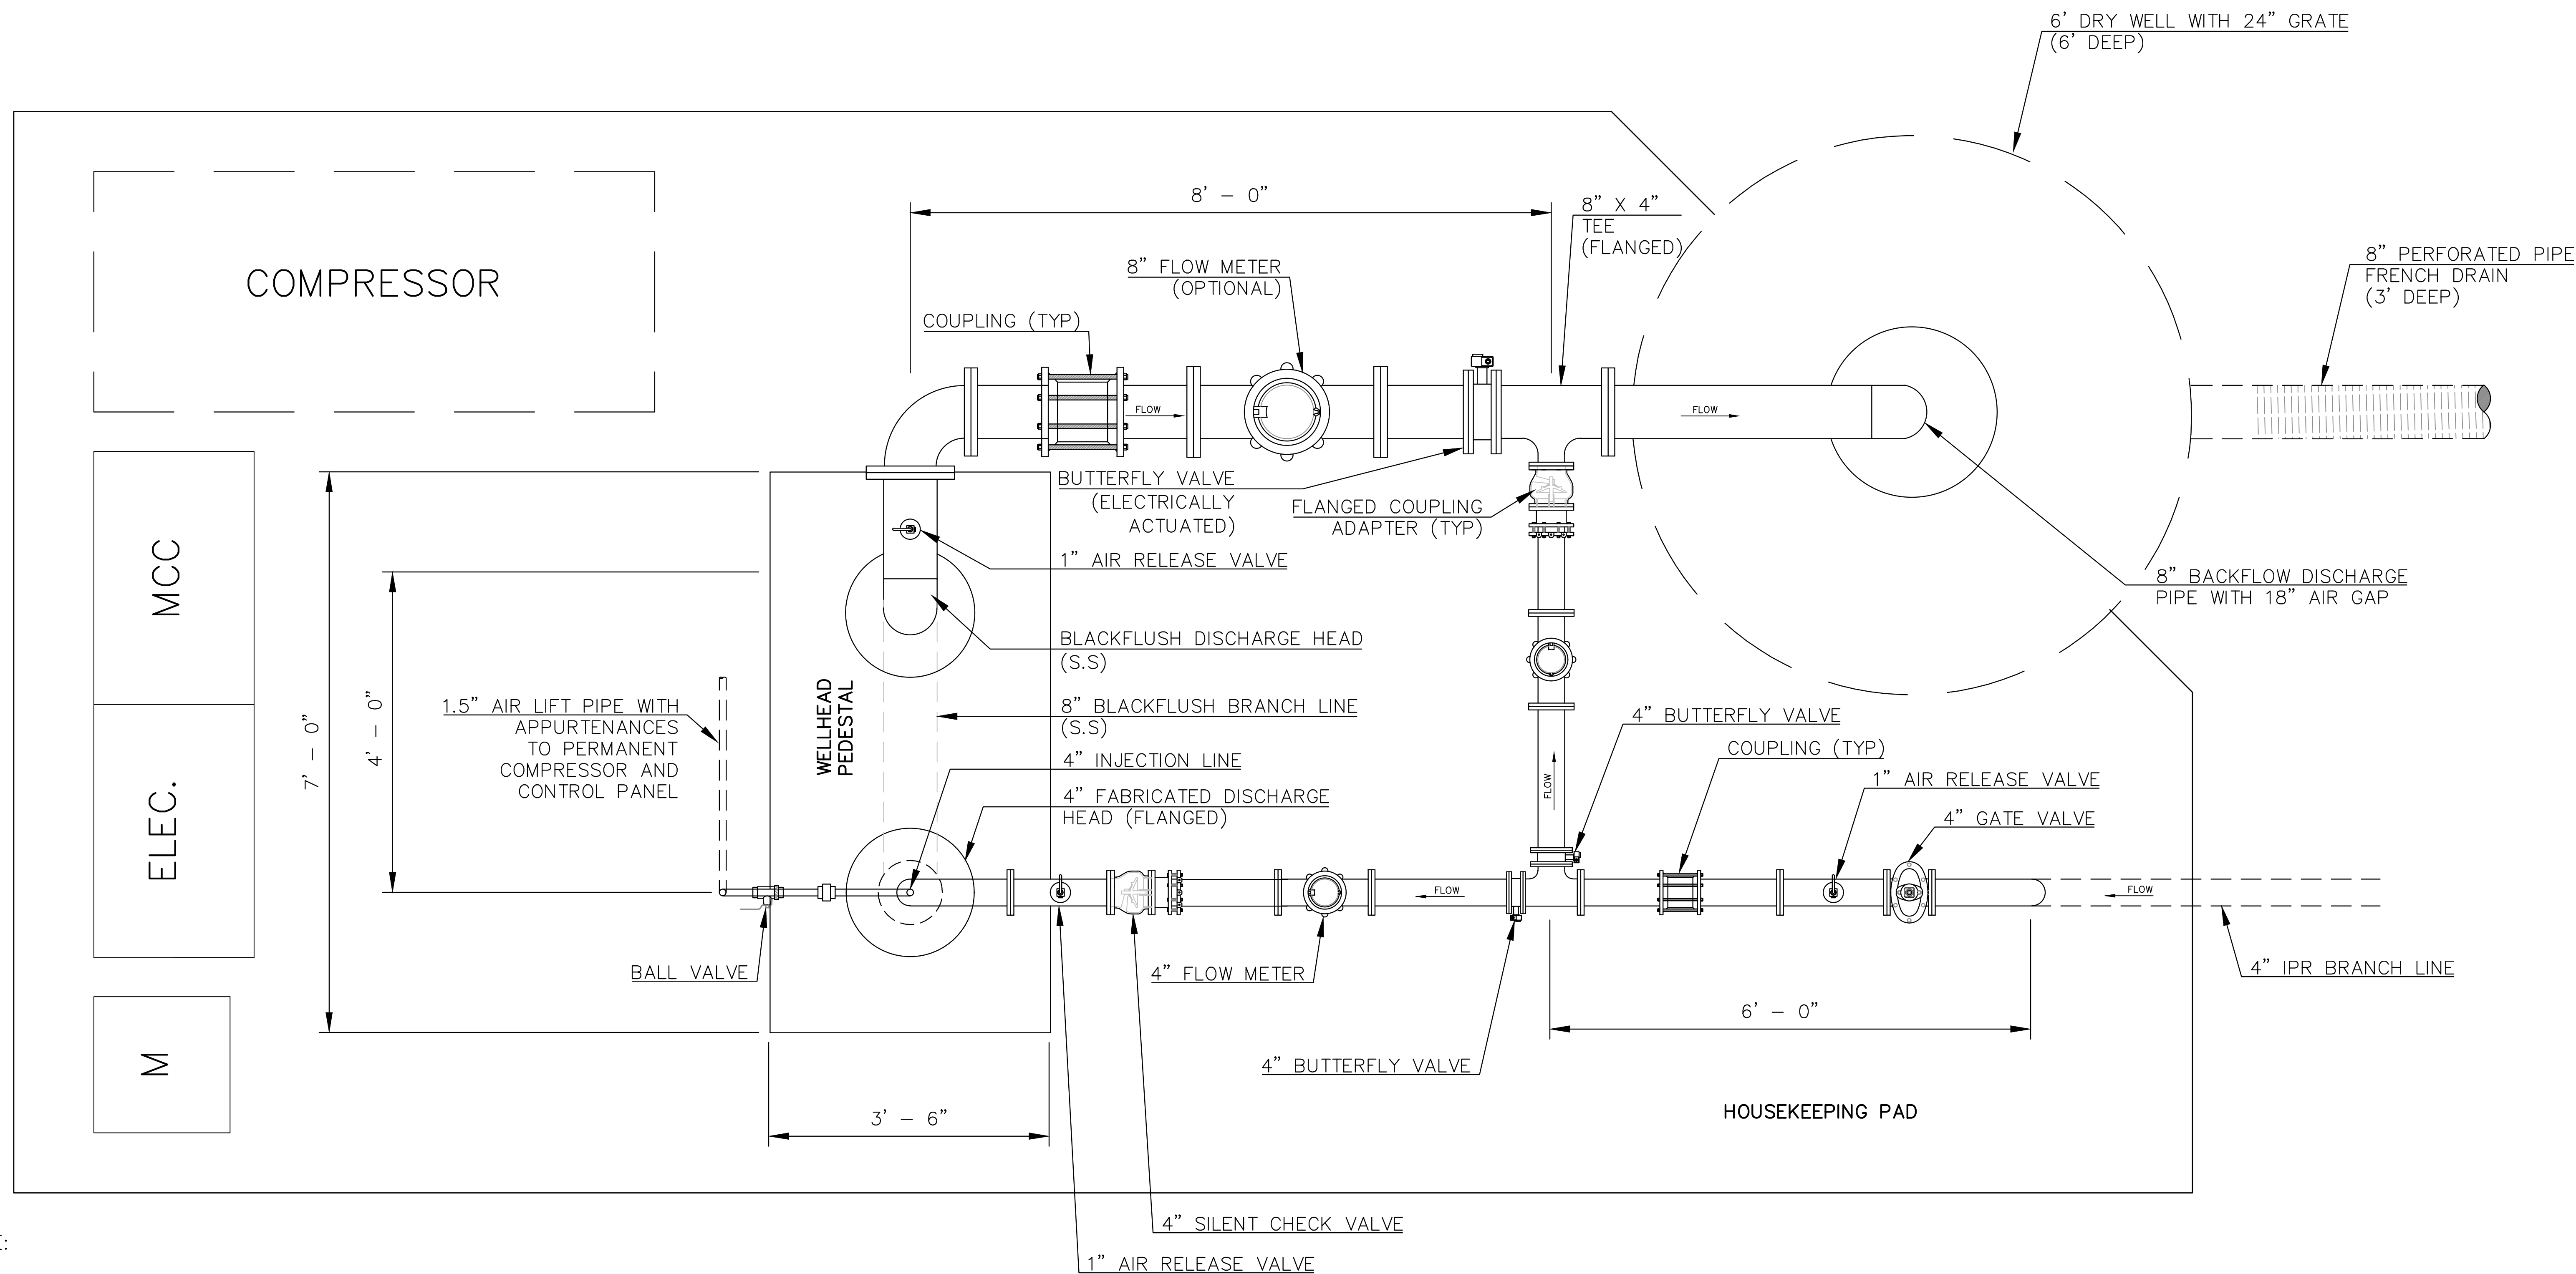 6' DRY WELL WITH 24" GRATE
(6' DEEP)
8' - 0"
8" X 4"
TEE
(FLANGED)
8" PERFORATED PIPE
FRENCH DRAIN
(3' DEEP)
COMPRESSOR
8" FLOW METER
(OPTIONAL)
COUPLING (TYP)
FLOW
FLOW
BUTTERFLY VALVE
(ELECTRICALLY
ACTUATED)
FLANGED COUPLING
ADAPTER (TYP)
1" AIR RELEASE VALVE
8" BACKFLOW DISCHARGE
PIPE WITH 18" AIR GAP
MCC
BLACKFLUSH DISCHARGE HEAD
(S.S)
7' - 0"
4' - 0"
1.5" AIR LIFT PIPE WITH
APPURTENANCES
TO PERMANENT
COMPRESSOR AND
CONTROL PANEL
WELLHEAD
PEDESTAL
8" BLACKFLUSH BRANCH LINE
(S.S)
4" INJECTION LINE
4" FABRICATED DISCHARGE
HEAD (FLANGED)
FLOW
4" BUTTERFLY VALVE
COUPLING (TYP)
1" AIR RELEASE VALVE
4" GATE VALVE
ELEC.
FLOW
FLOW
BALL VALVE
4" FLOW METER
4" IPR BRANCH LINE
6' - 0"
M
4" BUTTERFLY VALVE
3' - 6"
HOUSEKEEPING PAD
4" SILENT CHECK VALVE
1" AIR RELEASE VALVE